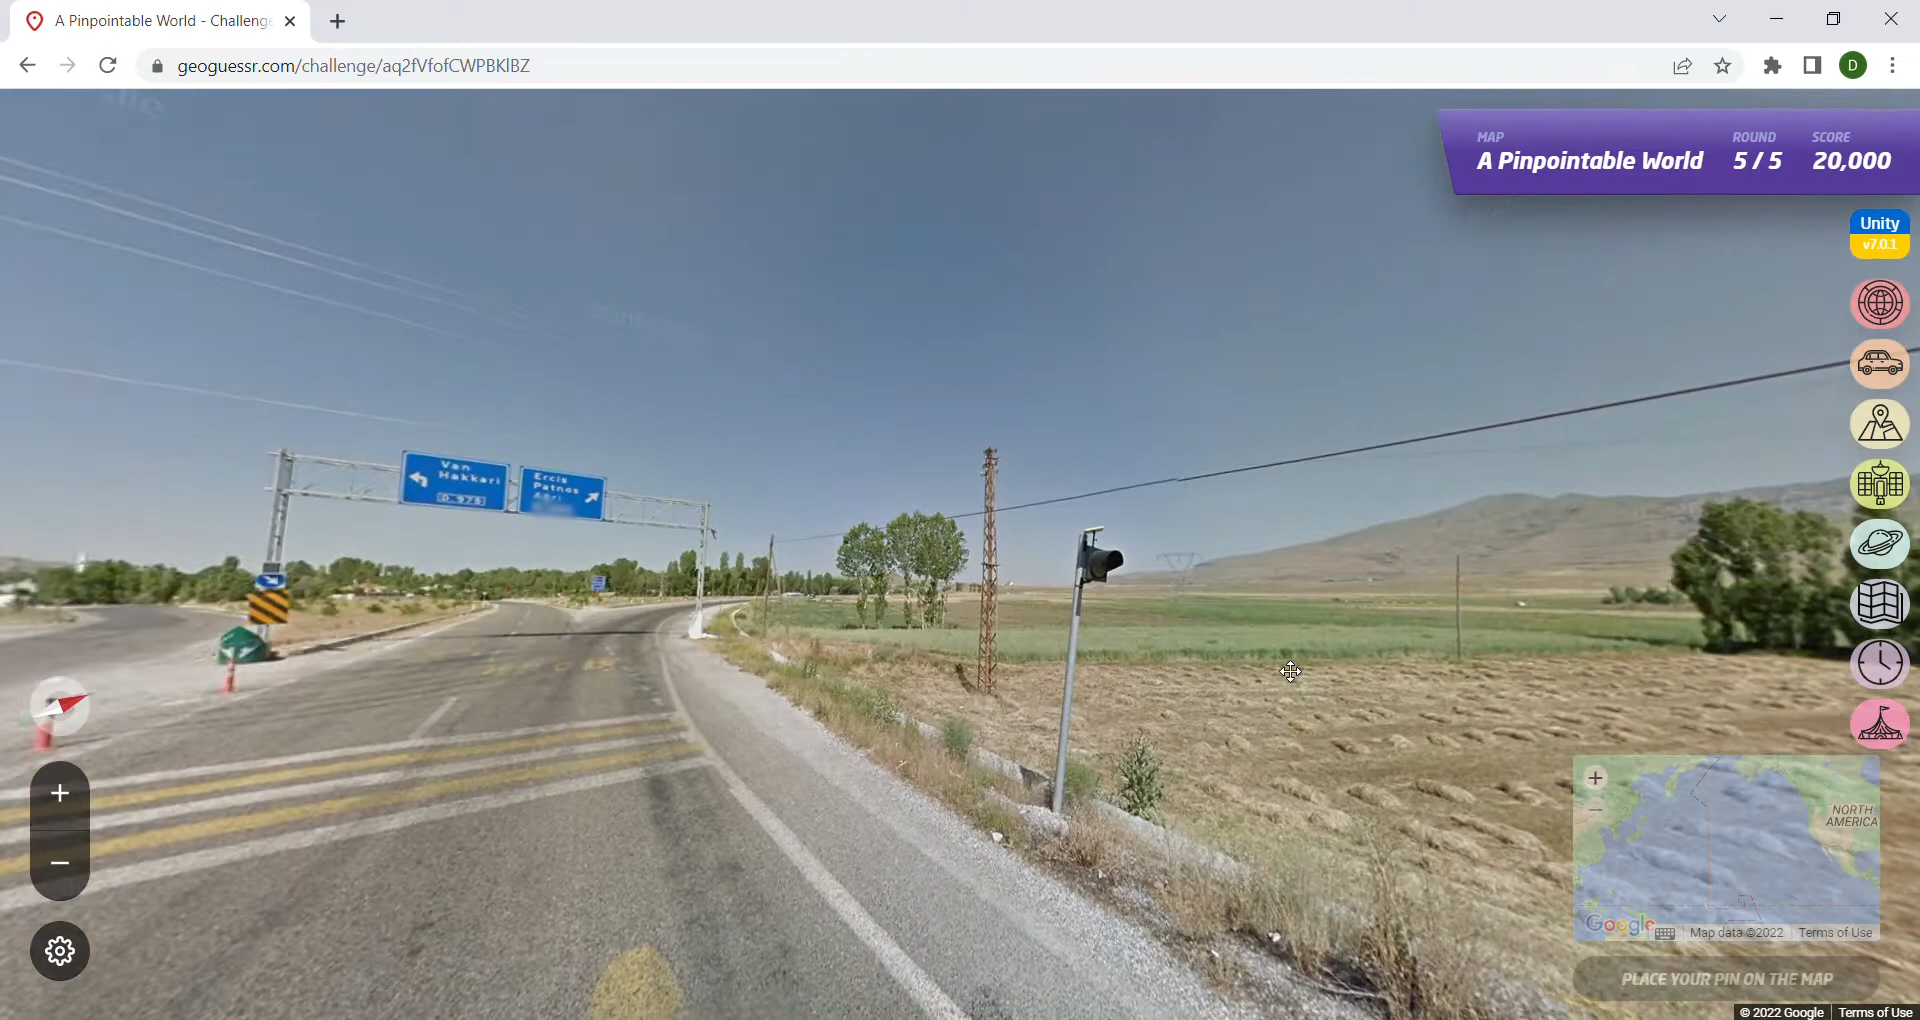 A Pinpointable World - Challenge
geoguessr.com/challenge/aq2fVfofCWPBKlBZ
D
MAP
A Pinpointable World
ROUND
5 / 5
SCORE
20,000
Unity
v7.0.1
Van
Hakkari
D 975
Ercis
Patnos
Ağrı
NORTH
AMERICA
Google
Map data ©2022
Terms of Use
PLACE YOUR PIN ON THE MAP
© 2022 Google
Terms of Use